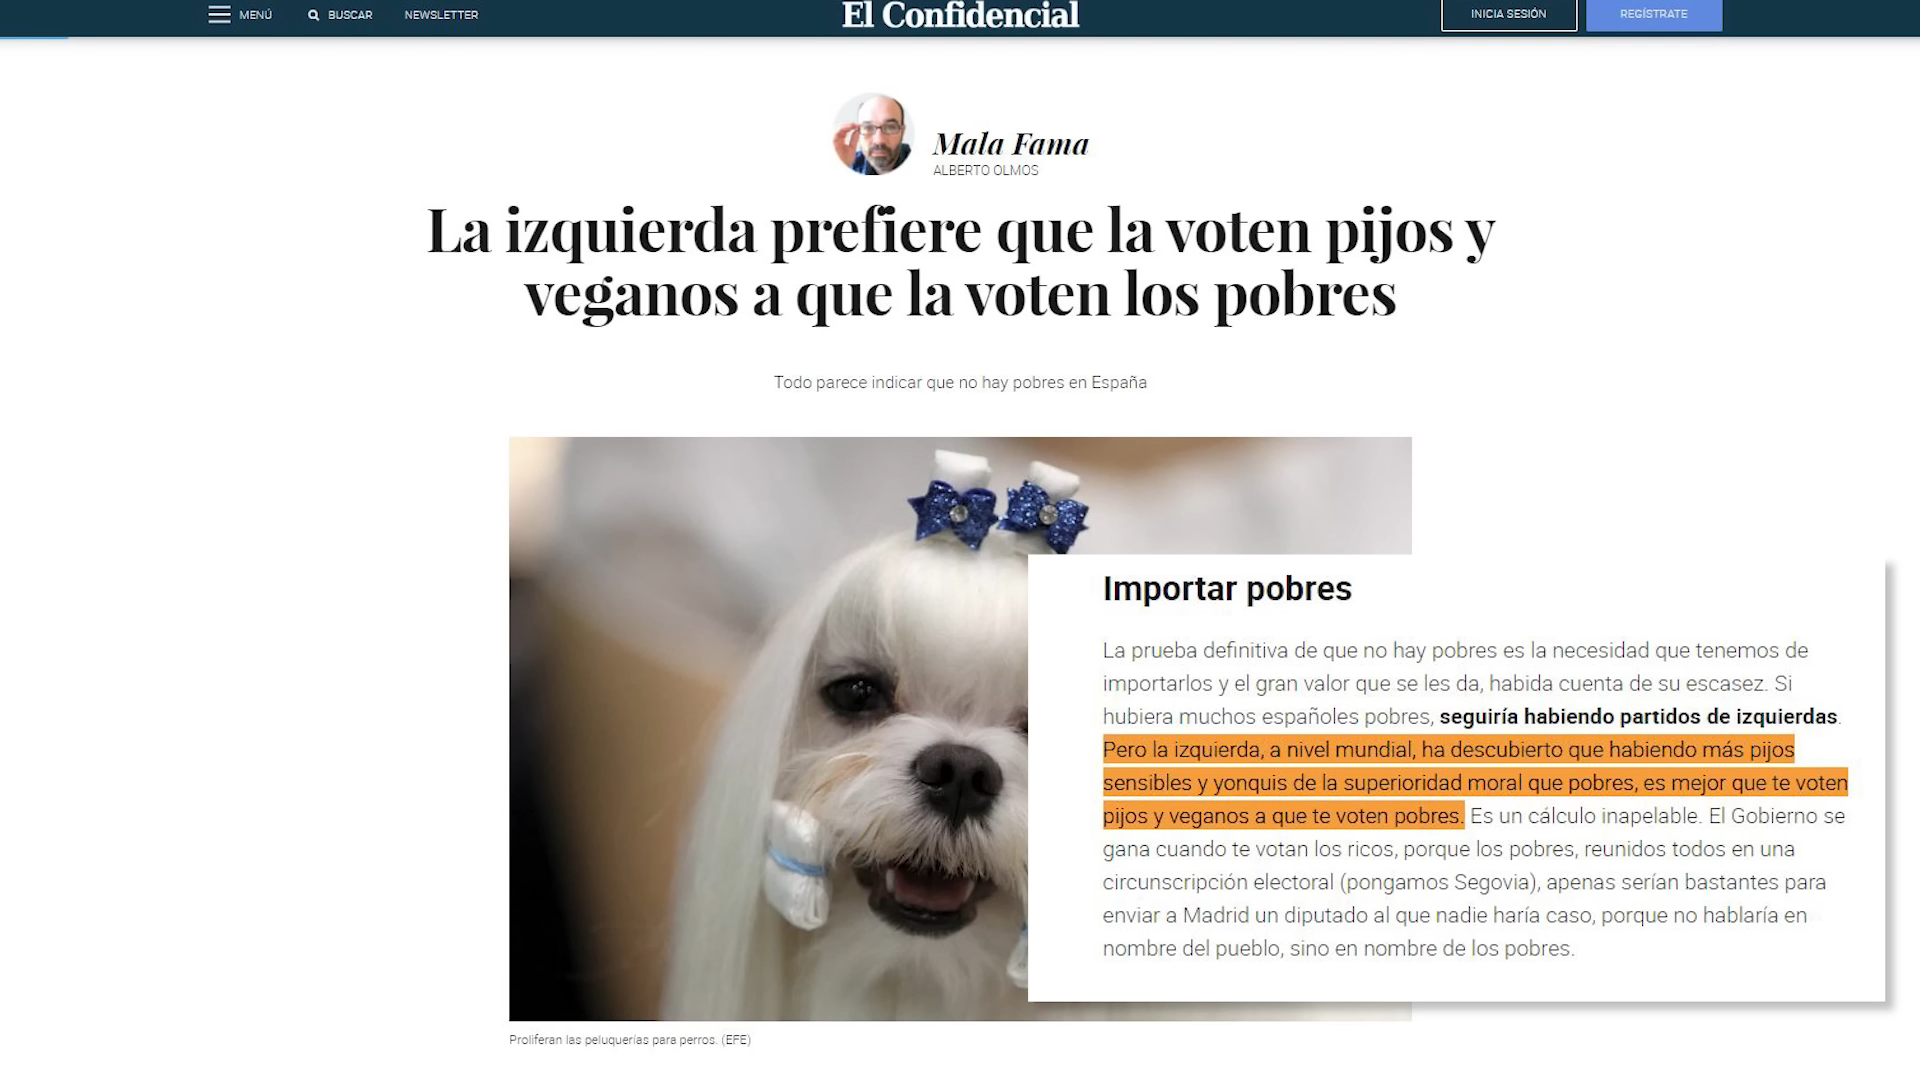 MENÚ
BUSCAR
NEWSLETTER
El Confidencial
INICIA SESIÓN
REGÍSTRATE
Mala Fama
ALBERTO OLMOS
La izquierda prefiere que la voten pijos y
veganos a que la voten los pobres
Todo parece indicar que no hay pobres en España
Importar pobres
La prueba definitiva de que no hay pobres es la necesidad que tenemos de
importarlos y el gran valor que se les da, habida cuenta de su escasez. Si
hubiera muchos españoles pobres, seguiría habiendo partidos de izquierdas.
Pero la izquierda, a nivel mundial, ha descubierto que habiendo más pijos
sensibles y yonquis de la superioridad moral que pobres, es mejor que te voten
pijos y veganos a que te voten pobres. Es un cálculo inapelable. El Gobierno se
gana cuando te votan los ricos, porque los pobres, reunidos todos en una
circunscripción electoral (pongamos Segovia), apenas serían bastantes para
enviar a Madrid un diputado al que nadie haría caso, porque no hablaría en
nombre del pueblo, sino en nombre de los pobres.
Proliferan las peluquerías para perros. (EFE)